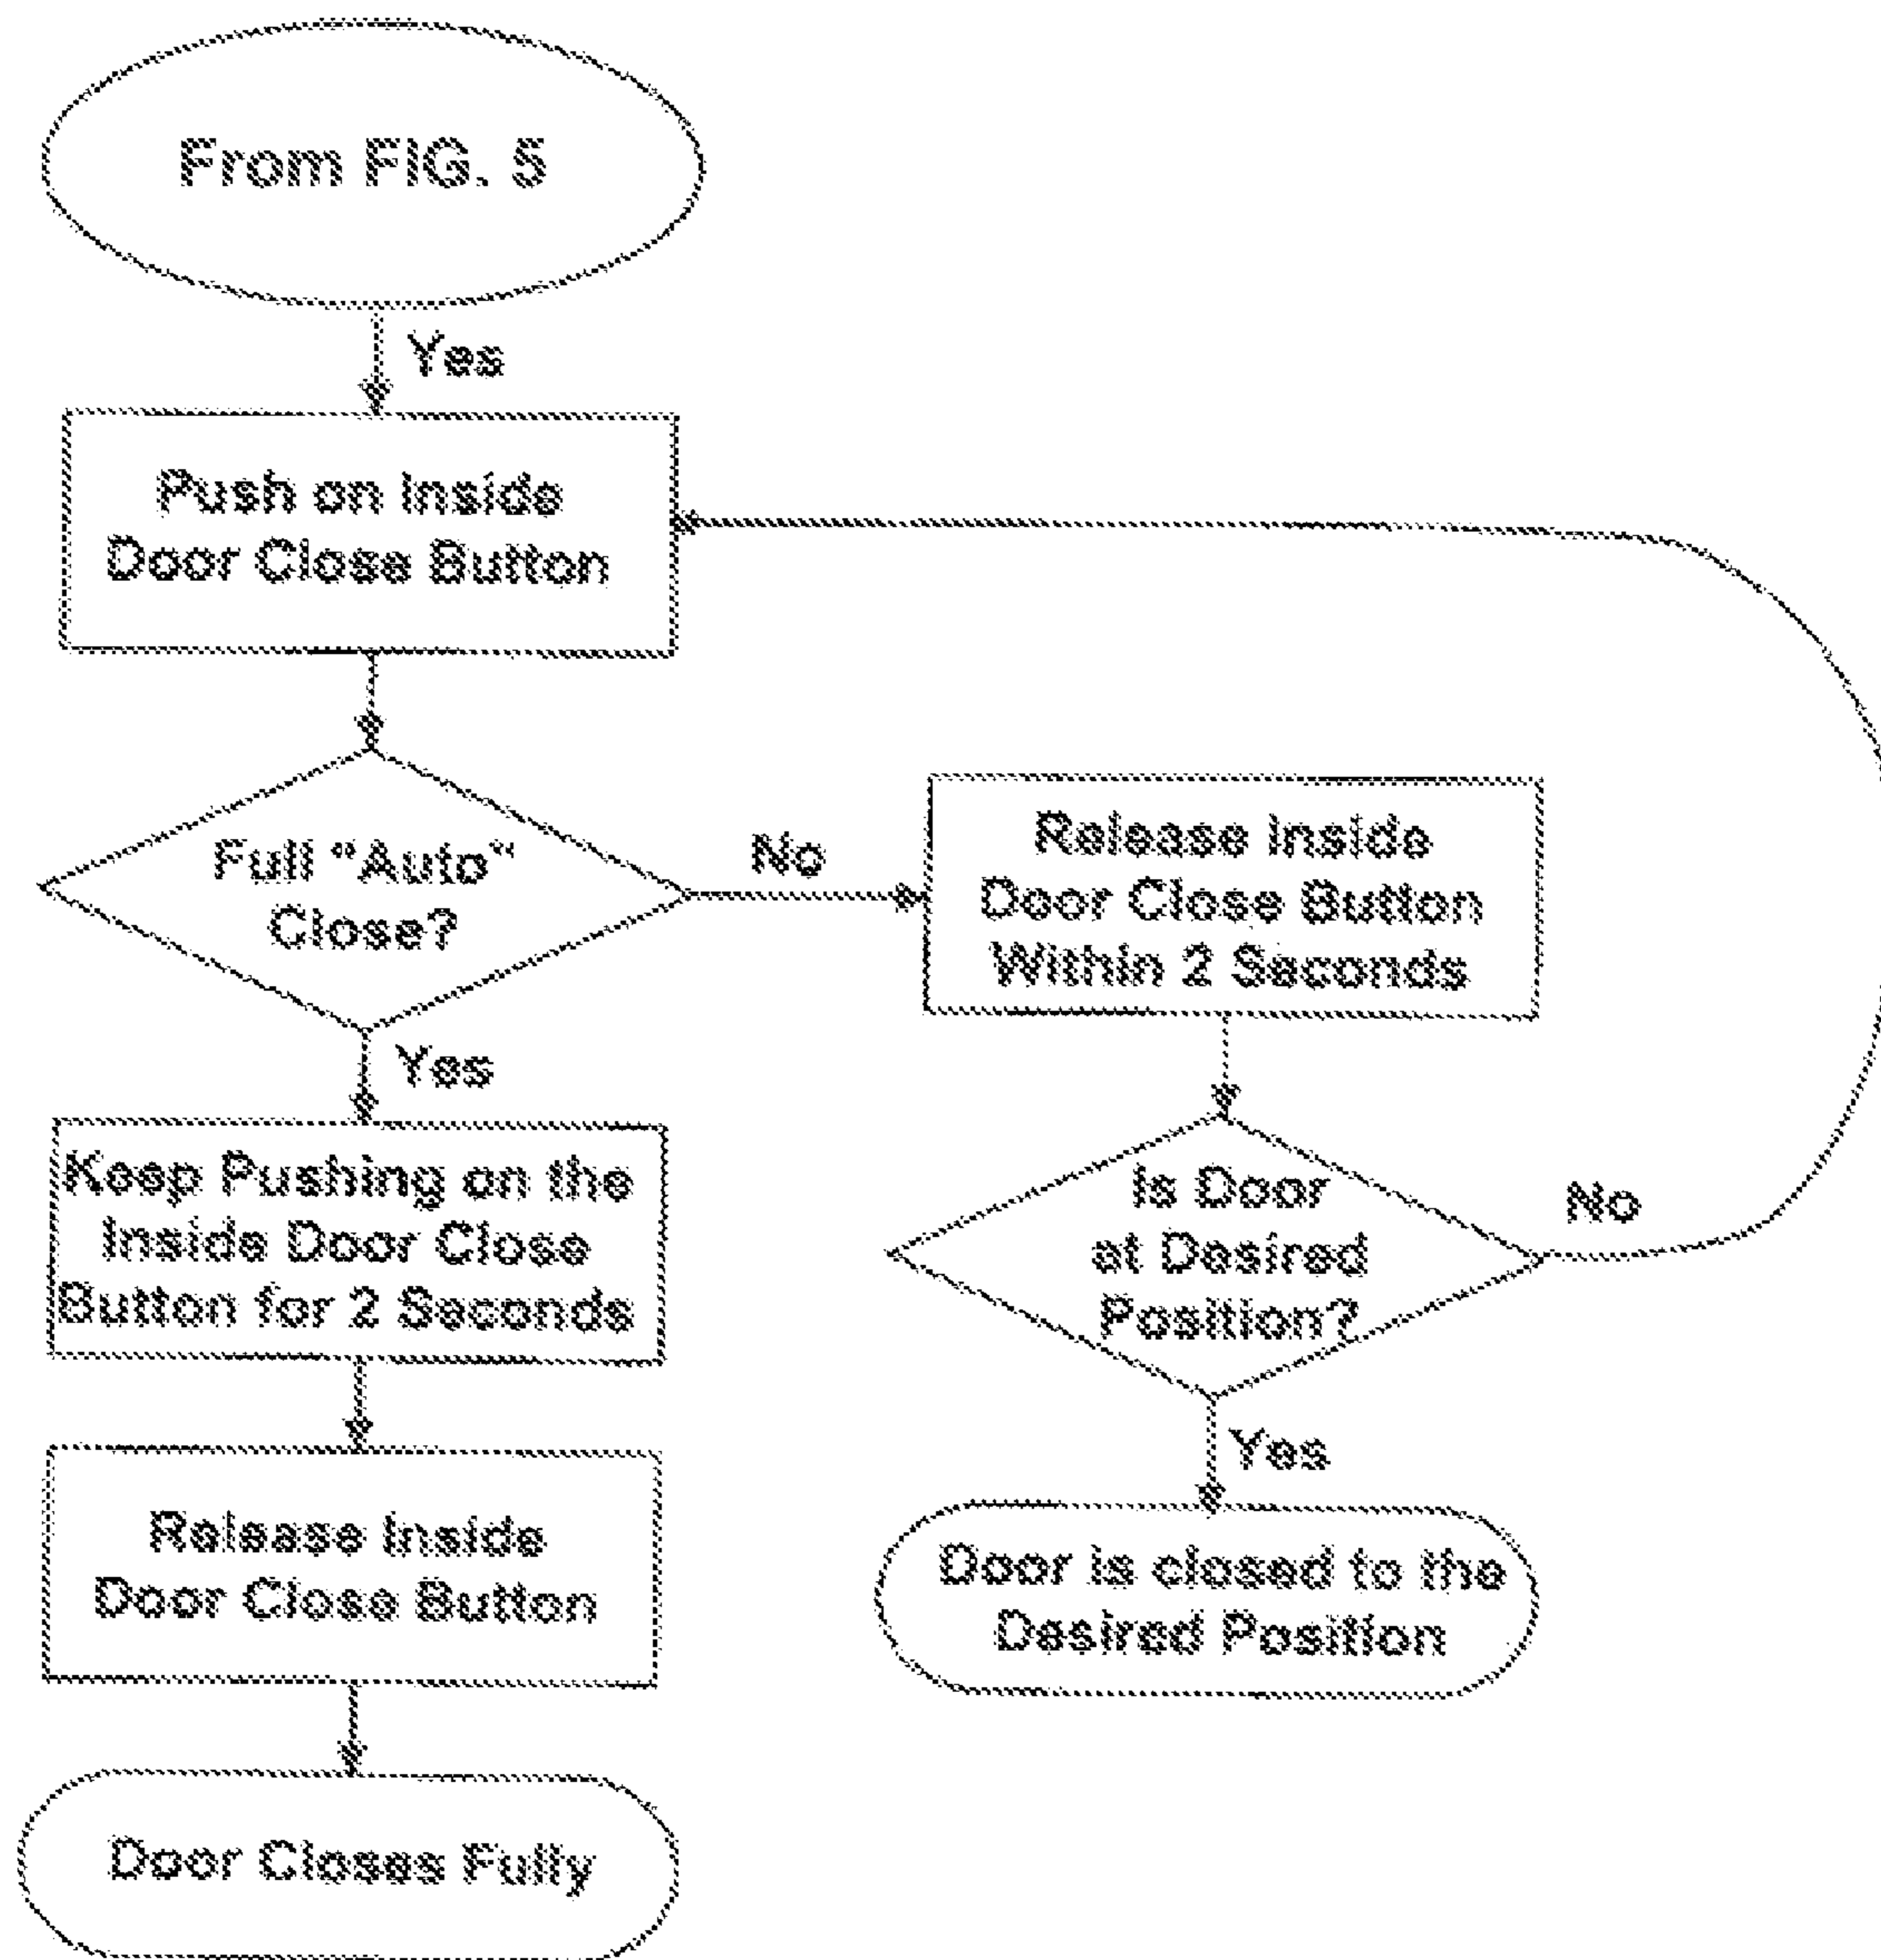 From FIG. 5
Yes
Push on Inside
Door Close Button
Full "Auto"
Close?
No
Release Inside
Door Close Button
Within 2 Seconds
Yes
Keep Pushing on the
Inside Door Close
Button for 2 Seconds
Is Door
at Desired
Position?
No
Yes
Release Inside
Door Close Button
Door is closed to the
Desired Position
Door Closes Fully